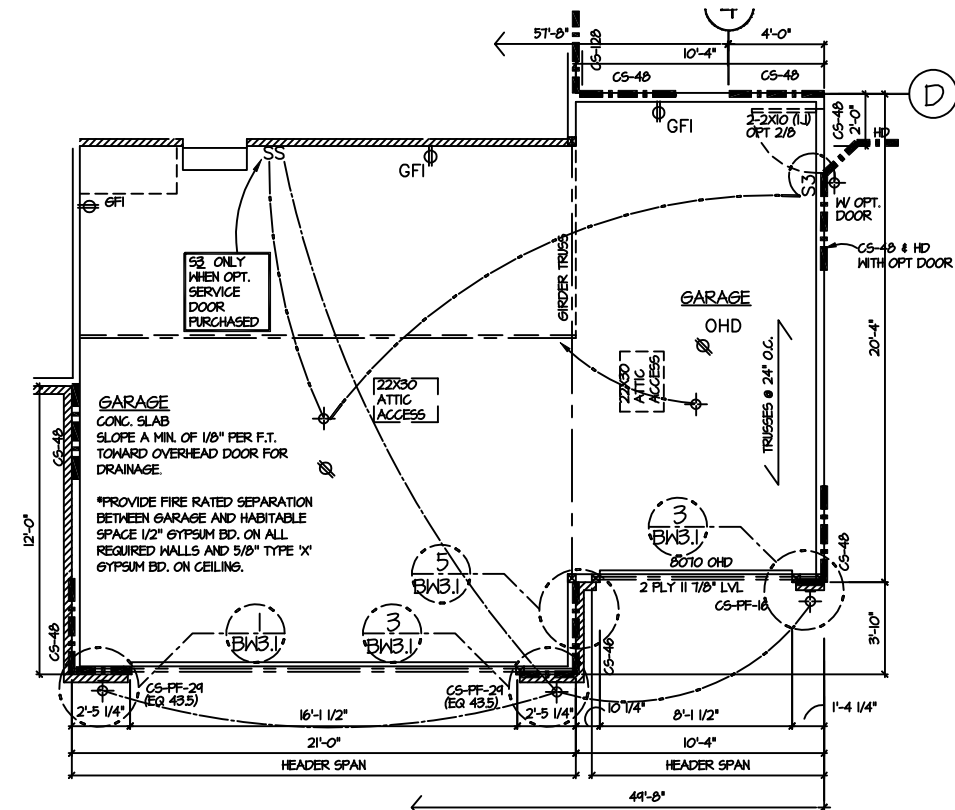 4
57'-8"
4'-0"
10'-4"
CS-128
CS-48
CS-48
D
GFI
2-2X10 (1J)
OPT 2/8
CS-48
2'-0"
HD
SS
GFI
GFI
S3
W/ OPT.
DOOR
CS-48 & HD
WITH OPT DOOR
S3 ONLY
WHEN OPT.
SERVICE
DOOR
PURCHASED
GIRDER TRUSS
GARAGE
OHD
20'-4"
TRUSSES @ 24" O.C.
22X30
ATTIC
ACCESS
22X30
ATTIC
ACCESS
GARAGE
CONC. SLAB
SLOPE A MIN. OF 1/8" PER F.T.
TOWARD OVERHEAD DOOR FOR
DRAINAGE.
*PROVIDE FIRE RATED SEPARATION
BETWEEN GARAGE AND HABITABLE
SPACE 1/2" GYPSUM BD. ON ALL
REQUIRED WALLS AND 5/8" TYPE 'X'
GYPSUM BD. ON CEILING.
CS-48
12'-0"
3
BW3.1
5
BW3.1
8070 OHD
2 PLY 11 7/8" LVL
CS-48
CS-PF-16
3'-10"
1
BW3.1
3
BW3.1
CS-48
CS-48
CS-PF-29
(EQ 43.5)
CS-PF-29
(EQ 43.5)
2'-5 1/4"
16'-1 1/2"
2'-5 1/4"
10 1/4"
8'-1 1/2"
1'-4 1/4"
21'-0"
10'-4"
HEADER SPAN
HEADER SPAN
49'-8"